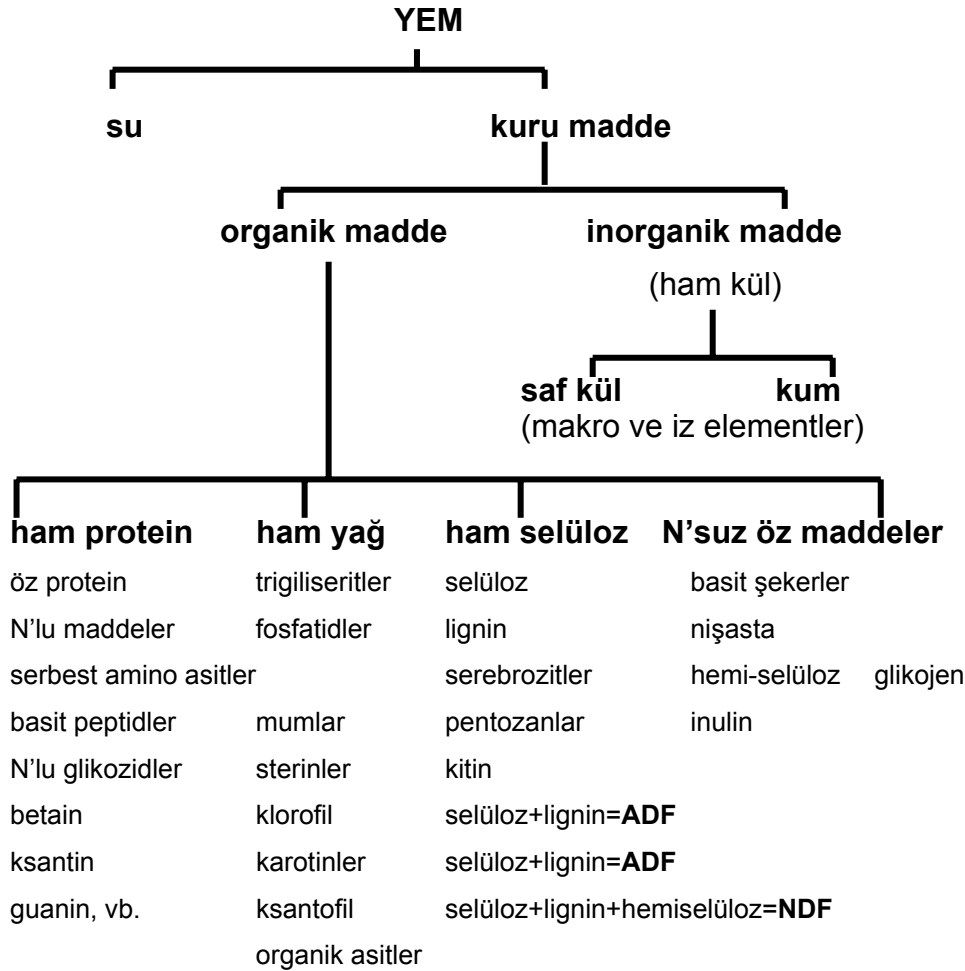 YEM
su kuru madde
organik madde inorganik madde
(ham kül)
saf kül kum
(makro ve iz elementler)
ham protein ham yağ ham selüloz N’suz öz maddeler
öz protein trigiliseritler selüloz basit şekerler
N’lu maddeler fosfatidler lignin nişasta
serbest amino asitler serebrozitler hemi-selüloz glikojen
basit peptidler mumlar pentozanlar inulin
N’lu glikozidler sterinler kitin
betain klorofil selüloz+lignin=ADF
ksantin karotinler selüloz+lignin=ADF
guanin, vb. ksantofil selüloz+lignin+hemiselüloz=NDF
organik asitler